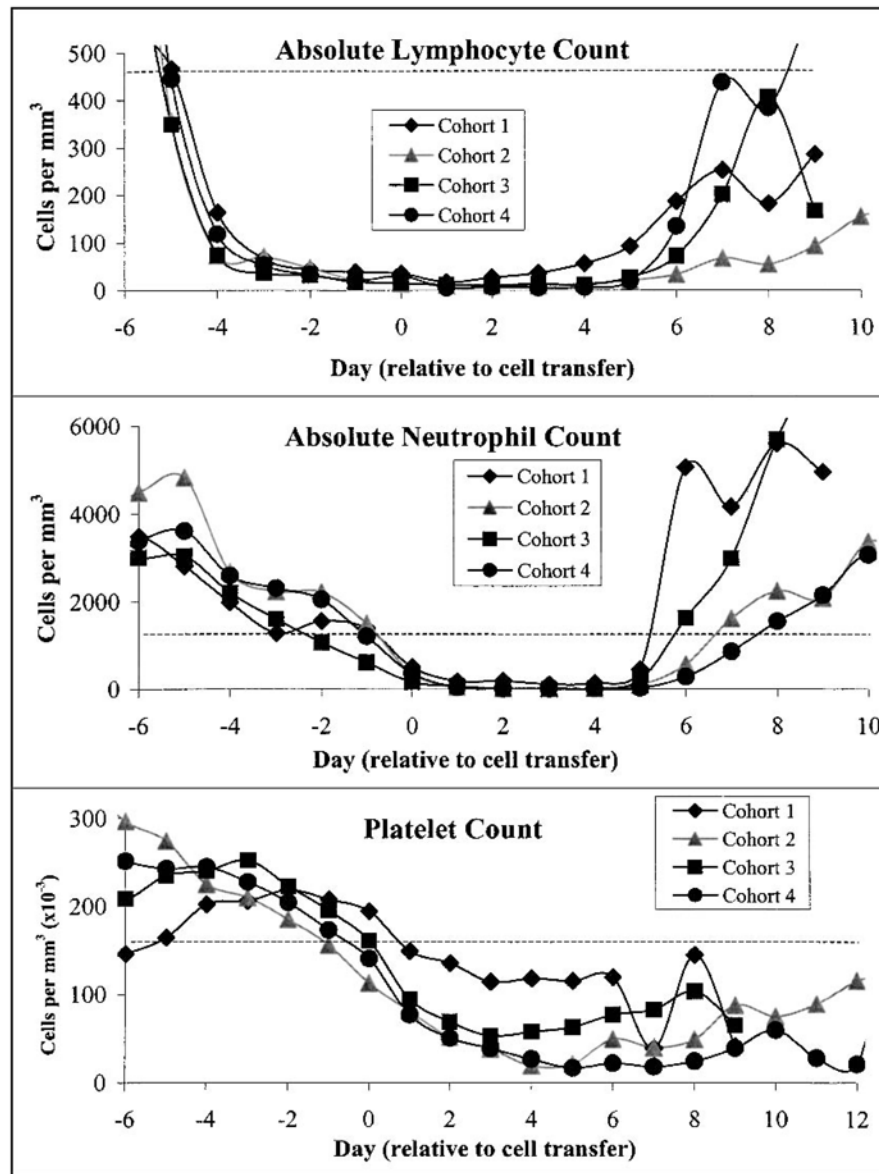 Absolute Lymphocyte Count
Cells per mm³
500
400
300
200
100
0
Cohort 1
Cohort 2
Cohort 3
Cohort 4
-6 -4 -2 0 2 4 6 8 10
Day (relative to cell transfer)
Absolute Neutrophil Count
Cells per mm³
6000
4000
2000
0
Cohort 1
Cohort 2
Cohort 3
Cohort 4
-6 -4 -2 0 2 4 6 8 10
Day (relative to cell transfer)
Platelet Count
Cells per mm³ (x10⁻³)
300
200
100
0
Cohort 1
Cohort 2
Cohort 3
Cohort 4
-6 -4 -2 0 2 4 6 8 10 12
Day (relative to cell transfer)